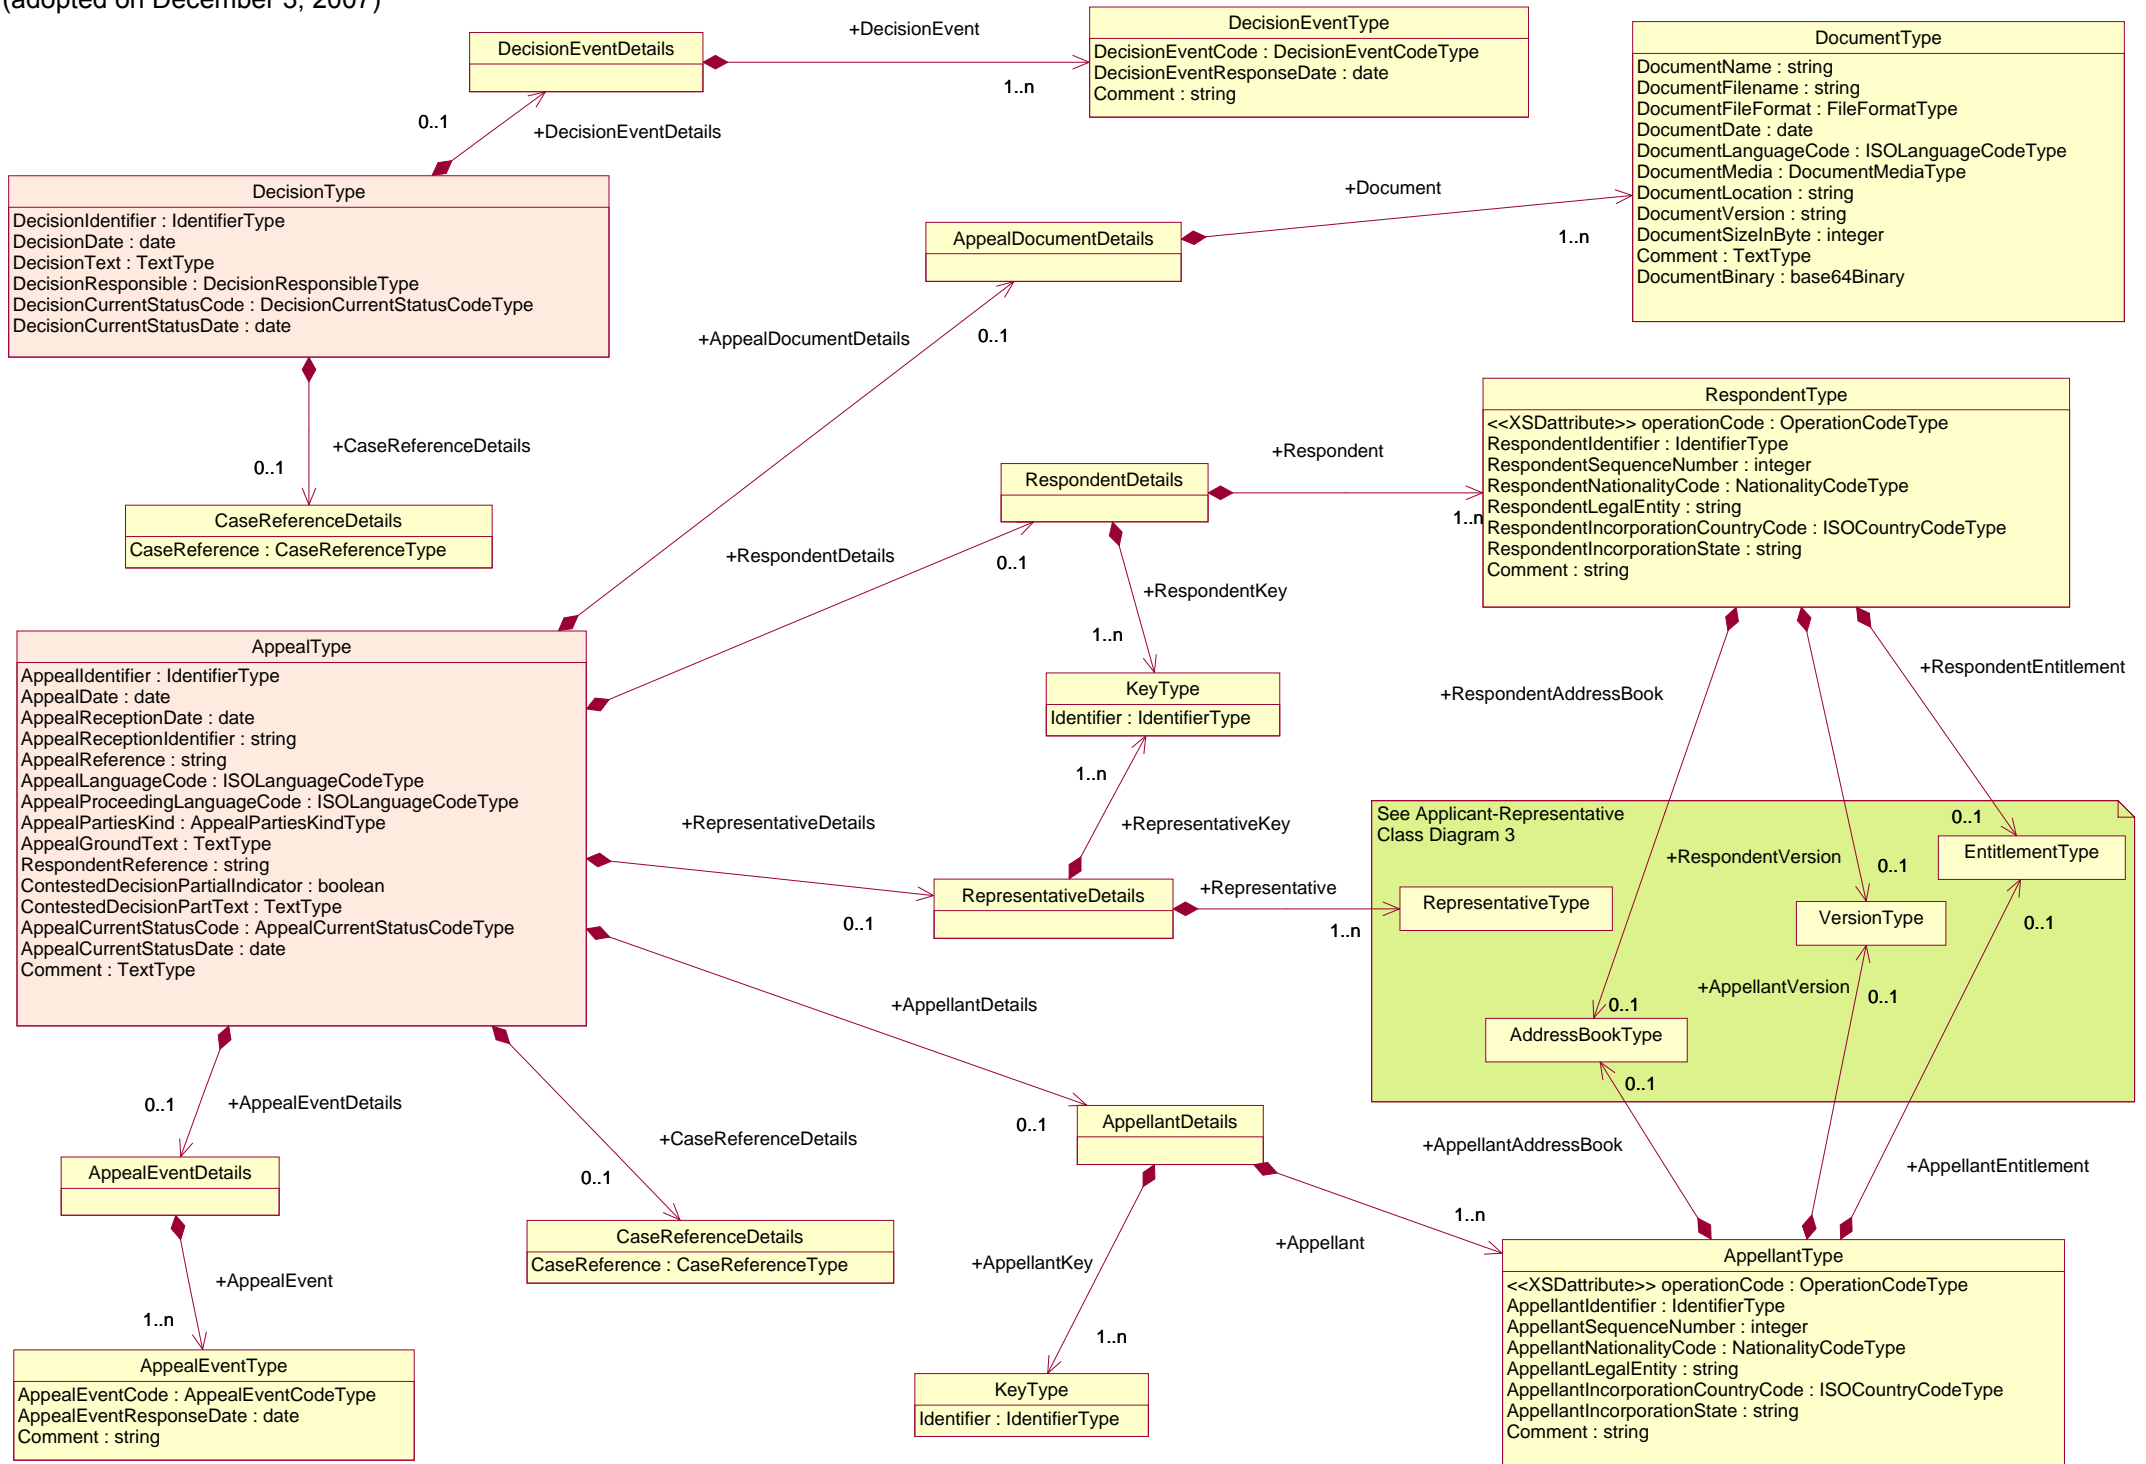 (adopted on December 3, 2007)
DecisionEventDetails
+DecisionEvent
1..n
DecisionEventType
DecisionEventCode : DecisionEventCodeType
DecisionEventResponseDate : date
Comment : string
DocumentType
DocumentName : string
DocumentFilename : string
DocumentFileFormat : FileFormatType
DocumentDate : date
DocumentLanguageCode : ISOLanguageCodeType
DocumentMedia : DocumentMediaType
DocumentLocation : string
DocumentVersion : string
DocumentSizeInByte : integer
Comment : TextType
DocumentBinary : base64Binary
0..1
+DecisionEventDetails
DecisionType
DecisionIdentifier : IdentifierType
DecisionDate : date
DecisionText : TextType
DecisionResponsible : DecisionResponsibleType
DecisionCurrentStatusCode : DecisionCurrentStatusCodeType
DecisionCurrentStatusDate : date
+Document
1..n
AppealDocumentDetails
+AppealDocumentDetails
0..1
+CaseReferenceDetails
0..1
CaseReferenceDetails
CaseReference : CaseReferenceType
RespondentType
<<XSDattribute>> operationCode : OperationCodeType
RespondentIdentifier : IdentifierType
RespondentSequenceNumber : integer
RespondentNationalityCode : NationalityCodeType
RespondentLegalEntity : string
RespondentIncorporationCountryCode : ISOCountryCodeType
RespondentIncorporationState : string
Comment : string
+Respondent
1..n
RespondentDetails
+RespondentDetails
0..1
+RespondentKey
1..n
KeyType
Identifier : IdentifierType
1..n
+RepresentativeKey
AppealType
AppealIdentifier : IdentifierType
AppealDate : date
AppealReceptionDate : date
AppealReceptionIdentifier : string
AppealReference : string
AppealLanguageCode : ISOLanguageCodeType
AppealProceedingLanguageCode : ISOLanguageCodeType
AppealPartiesKind : AppealPartiesKindType
AppealGroundText : TextType
RespondentReference : string
ContestedDecisionPartialIndicator : boolean
ContestedDecisionPartText : TextType
AppealCurrentStatusCode : AppealCurrentStatusCodeType
AppealCurrentStatusDate : date
Comment : TextType
+RespondentAddressBook
+RespondentEntitlement
+RepresentativeDetails
0..1
RepresentativeDetails
+Representative
1..n
See Applicant-Representative
Class Diagram 3
0..1
EntitlementType
+RespondentVersion
0..1
RepresentativeType
VersionType
0..1
+AppellantVersion
0..1
0..1
AddressBookType
0..1
+AppellantDetails
0..1
AppellantDetails
+AppellantAddressBook
+AppellantEntitlement
0..1
+AppealEventDetails
AppealEventDetails
+CaseReferenceDetails
0..1
CaseReferenceDetails
CaseReference : CaseReferenceType
+AppealEvent
1..n
AppealEventType
AppealEventCode : AppealEventCodeType
AppealEventResponseDate : date
Comment : string
+AppellantKey
1..n
KeyType
Identifier : IdentifierType
+Appellant
1..n
AppellantType
<<XSDattribute>> operationCode : OperationCodeType
AppellantIdentifier : IdentifierType
AppellantSequenceNumber : integer
AppellantNationalityCode : NationalityCodeType
AppellantLegalEntity : string
AppellantIncorporationCountryCode : ISOCountryCodeType
AppellantIncorporationState : string
Comment : string